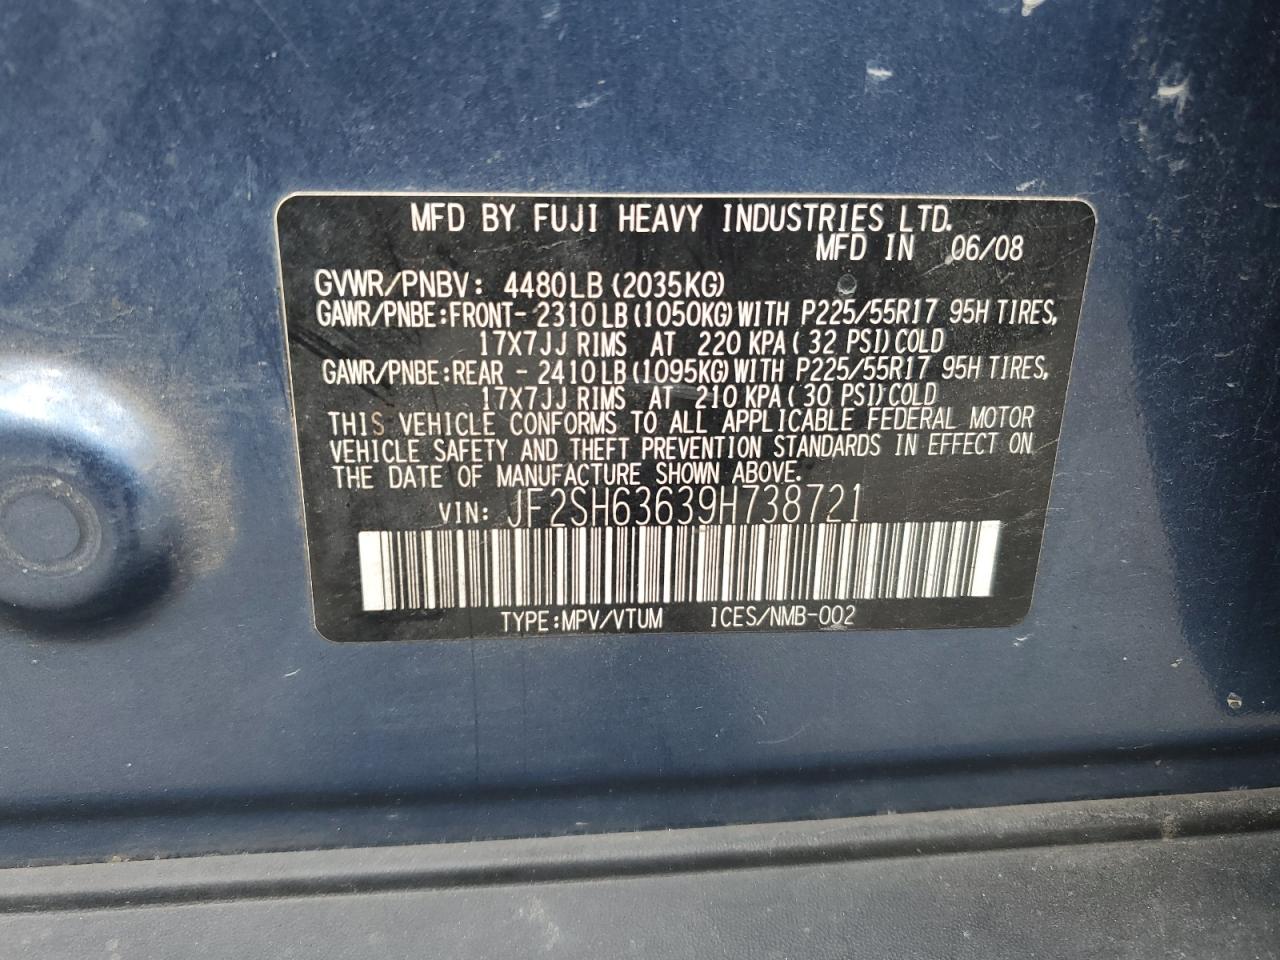 MFD BY FUJI HEAVY INDUSTRIES LTD.
MFD IN 06/08
GVWR/PNBV: 4480LB (2035KG)
GAWR/PNBE:FRONT- 2310LB (1050KG) WITH P225/55R17 95H TIRES,
17X7JJ RIMS AT 220 KPA ( 32 PSI) COLD
GAWR/PNBE:REAR - 2410LB (1095KG) WITH P225/55R17 95H TIRES,
17X7JJ RIMS AT 210 KPA ( 30 PSI) COLD
THIS VEHICLE CONFORMS TO ALL APPLICABLE FEDERAL MOTOR
VEHICLE SAFETY AND THEFT PREVENTION STANDARDS IN EFFECT ON
THE DATE OF MANUFACTURE SHOWN ABOVE.
VIN: JF2SH63639H738721
TYPE:MPV/VTUM ICES/NMB-002